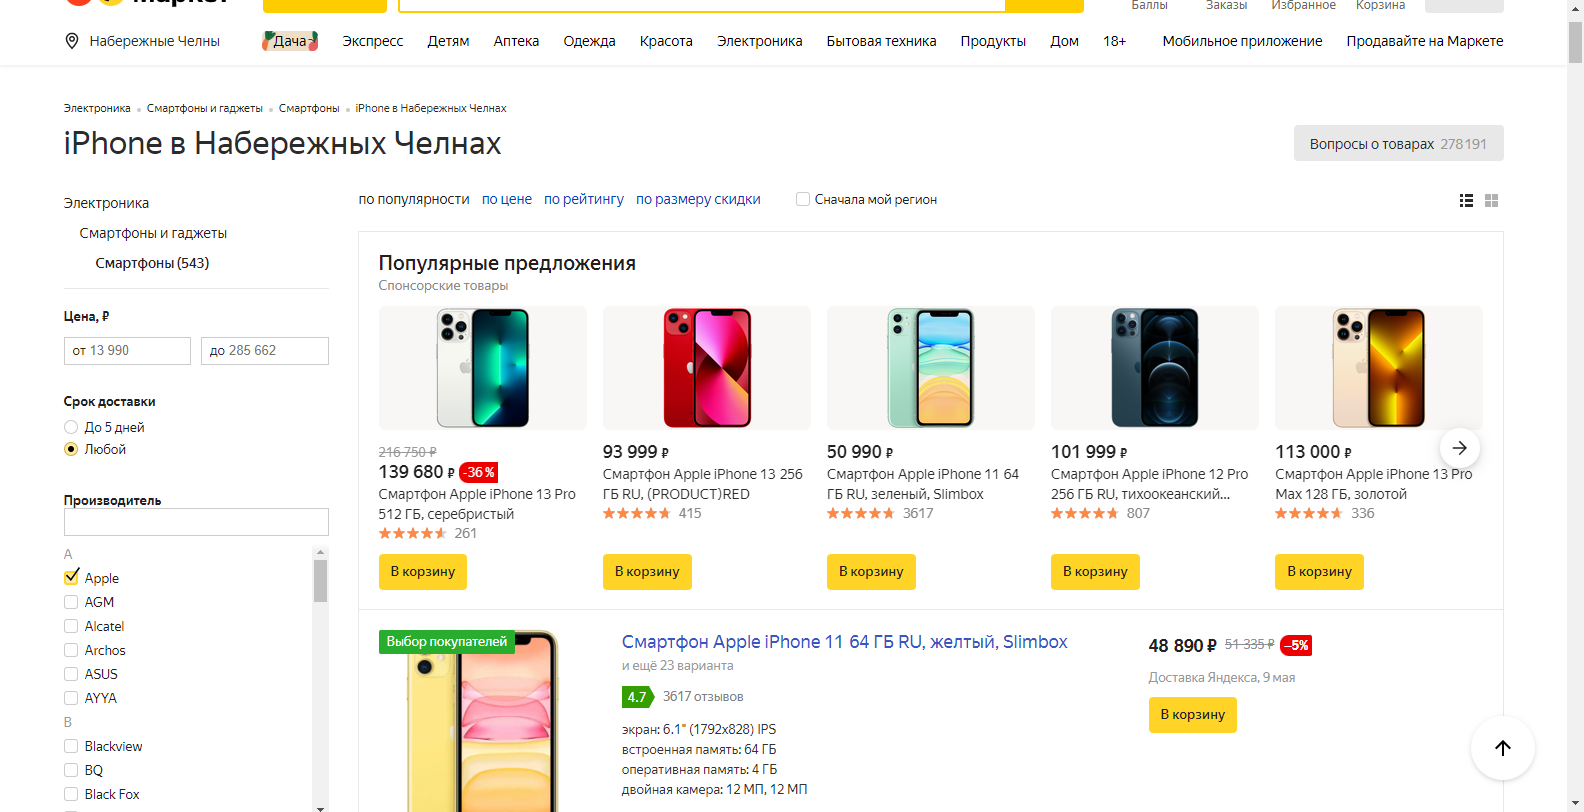 Маркет
Баллы Заказы Избранное Корзина
Набережные Челны Дача Экспресс Детям Аптека Одежда Красота Электроника Бытовая техника Продукты Дом 18+ Мобильное приложение Продавайте на Маркете
Электроника Смартфоны и гаджеты Смартфоны iPhone в Набережных Челнах
iPhone в Набережных Челнах
Вопросы о товарах 278191
Электроника
Смартфоны и гаджеты
Смартфоны (543)
Цена, ₽
от 13 990 до 285 662
Срок доставки
До 5 дней
Любой
Производитель
A
Apple
AGM
Alcatel
Archos
ASUS
AYYA
B
Blackview
BQ
Black Fox
по популярности по цене по рейтингу по размеру скидки Сначала мой регион
Популярные предложения
Спонсорские товары
216 750 ₽
139 680 ₽ -36%
Смартфон Apple iPhone 13 Pro
512 ГБ, серебристый
261
В корзину
93 999 ₽
Смартфон Apple iPhone 13 256
ГБ RU, (PRODUCT)RED
415
В корзину
50 990 ₽
Смартфон Apple iPhone 11 64
ГБ RU, зеленый, Slimbox
3617
В корзину
101 999 ₽
Смартфон Apple iPhone 12 Pro
256 ГБ RU, тихоокеанский...
807
В корзину
113 000 ₽
Смартфон Apple iPhone 13 Pro
Max 128 ГБ, золотой
336
В корзину
Выбор покупателей
Смартфон Apple iPhone 11 64 ГБ RU, желтый, Slimbox
и ещё 23 варианта
4.7 3617 отзывов
экран: 6.1" (1792x828) IPS
встроенная память: 64 ГБ
оперативная память: 4 ГБ
двойная камера: 12 МП, 12 МП
48 890 ₽ 51 335 ₽ –5%
Доставка Яндекса, 9 мая
В корзину